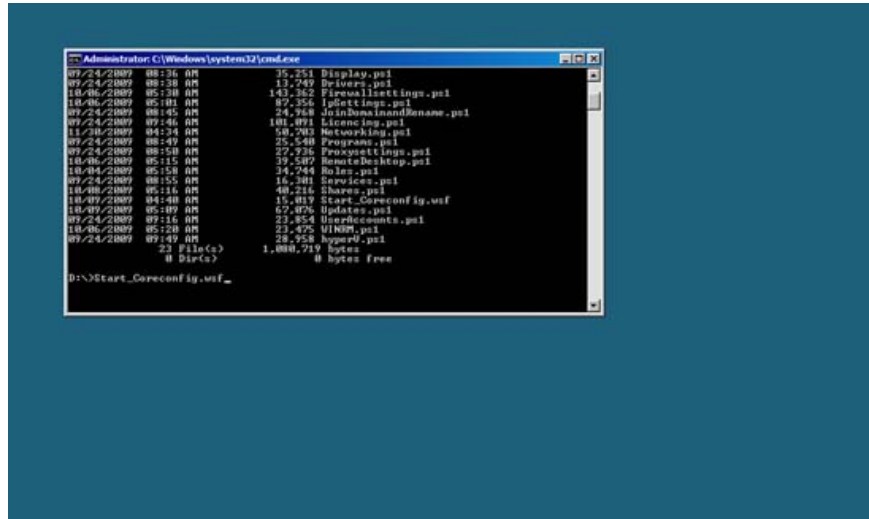 Administrator: C:\Windows\system32\cmd.exe
09/24/2009 08:36 AM 35,251 Display.ps1
09/24/2009 08:38 AM 13,749 Drivers.ps1
10/06/2009 05:30 AM 143,362 Firewallsettings.ps1
10/06/2009 05:01 AM 87,356 IpSettings.ps1
09/24/2009 08:45 AM 24,968 JoinDomainandRename.ps1
09/24/2009 09:46 AM 101,091 Licencing.ps1
11/30/2009 04:34 AM 50,703 Networking.ps1
09/24/2009 08:49 AM 25,540 Programs.ps1
09/24/2009 08:50 AM 27,936 Proxysettings.ps1
10/06/2009 05:15 AM 39,507 RemoteDesktop.ps1
10/04/2009 05:58 AM 34,744 Roles.ps1
09/24/2009 08:55 AM 16,301 Services.ps1
10/08/2009 05:16 AM 40,216 Shares.ps1
10/09/2009 04:40 AM 15,019 Start_Coreconfig.wsf
10/09/2009 05:09 AM 67,076 Updates.ps1
09/24/2009 09:16 AM 23,854 UserAccounts.ps1
10/06/2009 05:20 AM 23,475 WINRM.ps1
09/24/2009 09:49 AM 28,958 hyperV.ps1
23 File(s) 1,080,719 bytes
0 Dir(s) 0 bytes free
D:\>Start_Coreconfig.wsf_